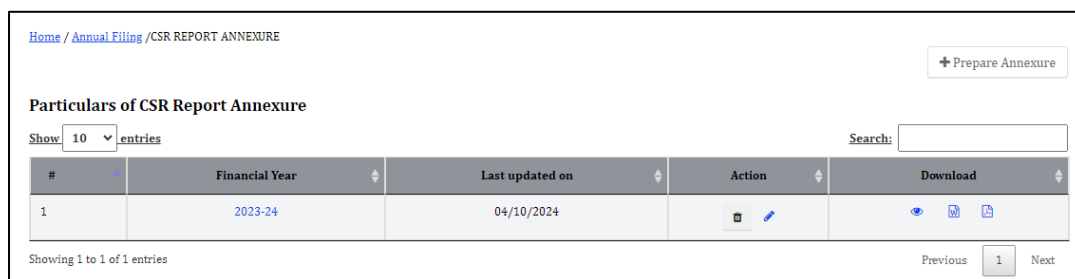 Home / Annual Filing /CSR REPORT ANNEXURE
+ Prepare Annexure
Particulars of CSR Report Annexure
Show 10 entries Search:
# Financial Year Last updated on Action Download
1 2023-24 04/10/2024
Showing 1 to 1 of 1 entries Previous 1 Next